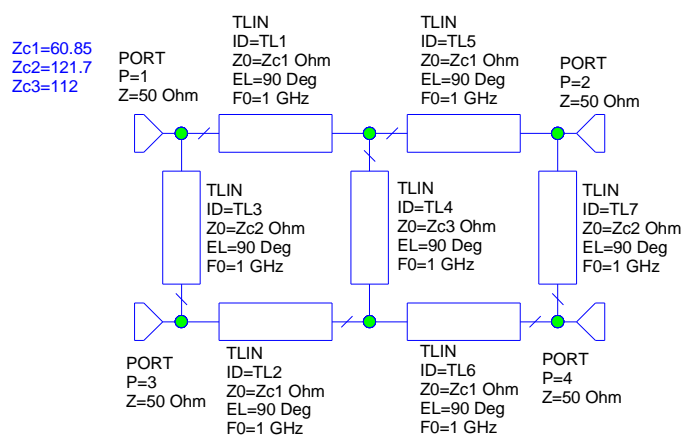 Zc1=60.85
Zc2=121.7
Zc3=112
PORT
P=1
Z=50 Ohm
TLIN
ID=TL1
Z0=Zc1 Ohm
EL=90 Deg
F0=1 GHz
TLIN
ID=TL5
Z0=Zc1 Ohm
EL=90 Deg
F0=1 GHz
PORT
P=2
Z=50 Ohm
TLIN
ID=TL3
Z0=Zc2 Ohm
EL=90 Deg
F0=1 GHz
TLIN
ID=TL4
Z0=Zc3 Ohm
EL=90 Deg
F0=1 GHz
TLIN
ID=TL7
Z0=Zc2 Ohm
EL=90 Deg
F0=1 GHz
PORT
P=3
Z=50 Ohm
TLIN
ID=TL2
Z0=Zc1 Ohm
EL=90 Deg
F0=1 GHz
TLIN
ID=TL6
Z0=Zc1 Ohm
EL=90 Deg
F0=1 GHz
PORT
P=4
Z=50 Ohm